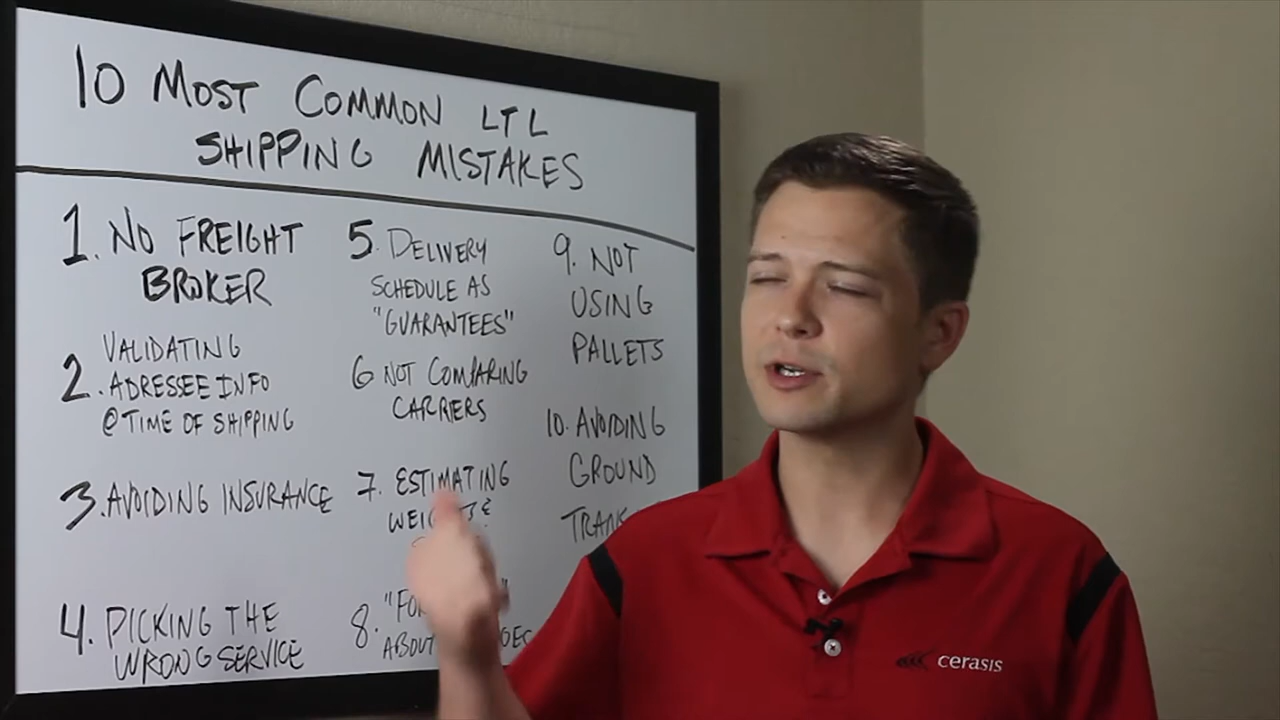 10 MOST COMMON LTL
SHIPPING MISTAKES
1. NO FREIGHT
BROKER
VALIDATING
2. ADRESSEE INFO
@ TIME OF SHIPPING
3. AVOIDING INSURANCE
4. PICKING THE
WRONG SERVICE
5. DELIVERY
SCHEDULE AS
"GUARANTEES"
6 NOT COMPARING
CARRIERS
7. ESTIMATING
8.
ABOUT
9. NOT
USING
PALLETS
10. AVOIDING
GROUND
cerasis